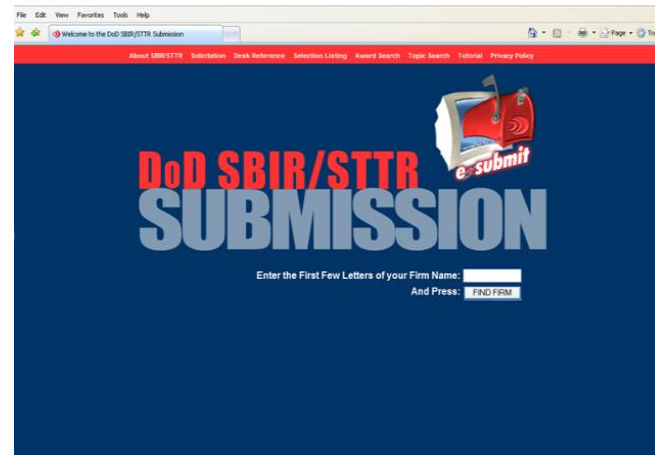 File Edit View Favorites Tools Help
Welcome to the DoD SBIR/STTR Submission
Page
To
About SBIR/STTR Solicitation Desk Reference Selection Listing Award Search Topic Search Tutorial Privacy Policy
e-submit
DoD SBIR/STTR
SUBMISSION
Enter the First Few Letters of your Firm Name:
And Press: FIND FIRM